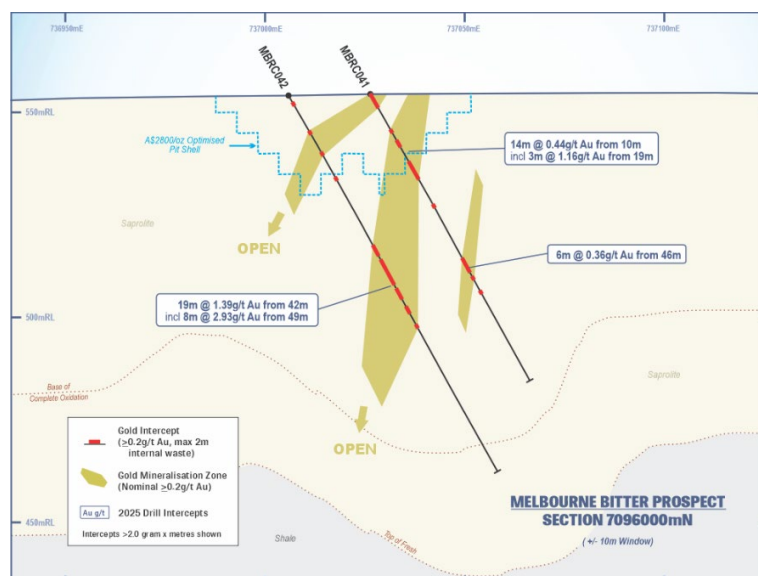 736950mE
737000mE
737050mE
737100mE
MBRC042
MBRC041
550mRL
A$2800/oz Optimised
Pit Shell
14m @ 0.44g/t Au from 10m
incl 3m @ 1.16g/t Au from 19m
Saprolite
OPEN
6m @ 0.36g/t Au from 46m
19m @ 1.39g/t Au from 42m
incl 8m @ 2.93g/t Au from 49m
500mRL
Saprolite
Base of
Complete Oxidation
Gold Intercept
(≥0.2g/t Au, max 2m
internal waste)
Gold Mineralisation Zone
(Nominal ≥0.2g/t Au)
Au g/t
2025 Drill Intercepts
Intercepts >2.0 gram x metres shown
OPEN
MELBOURNE BITTER PROSPECT
SECTION 7096000mN
( +/- 10m Window)
450mRL
Shale
Top of Fresh